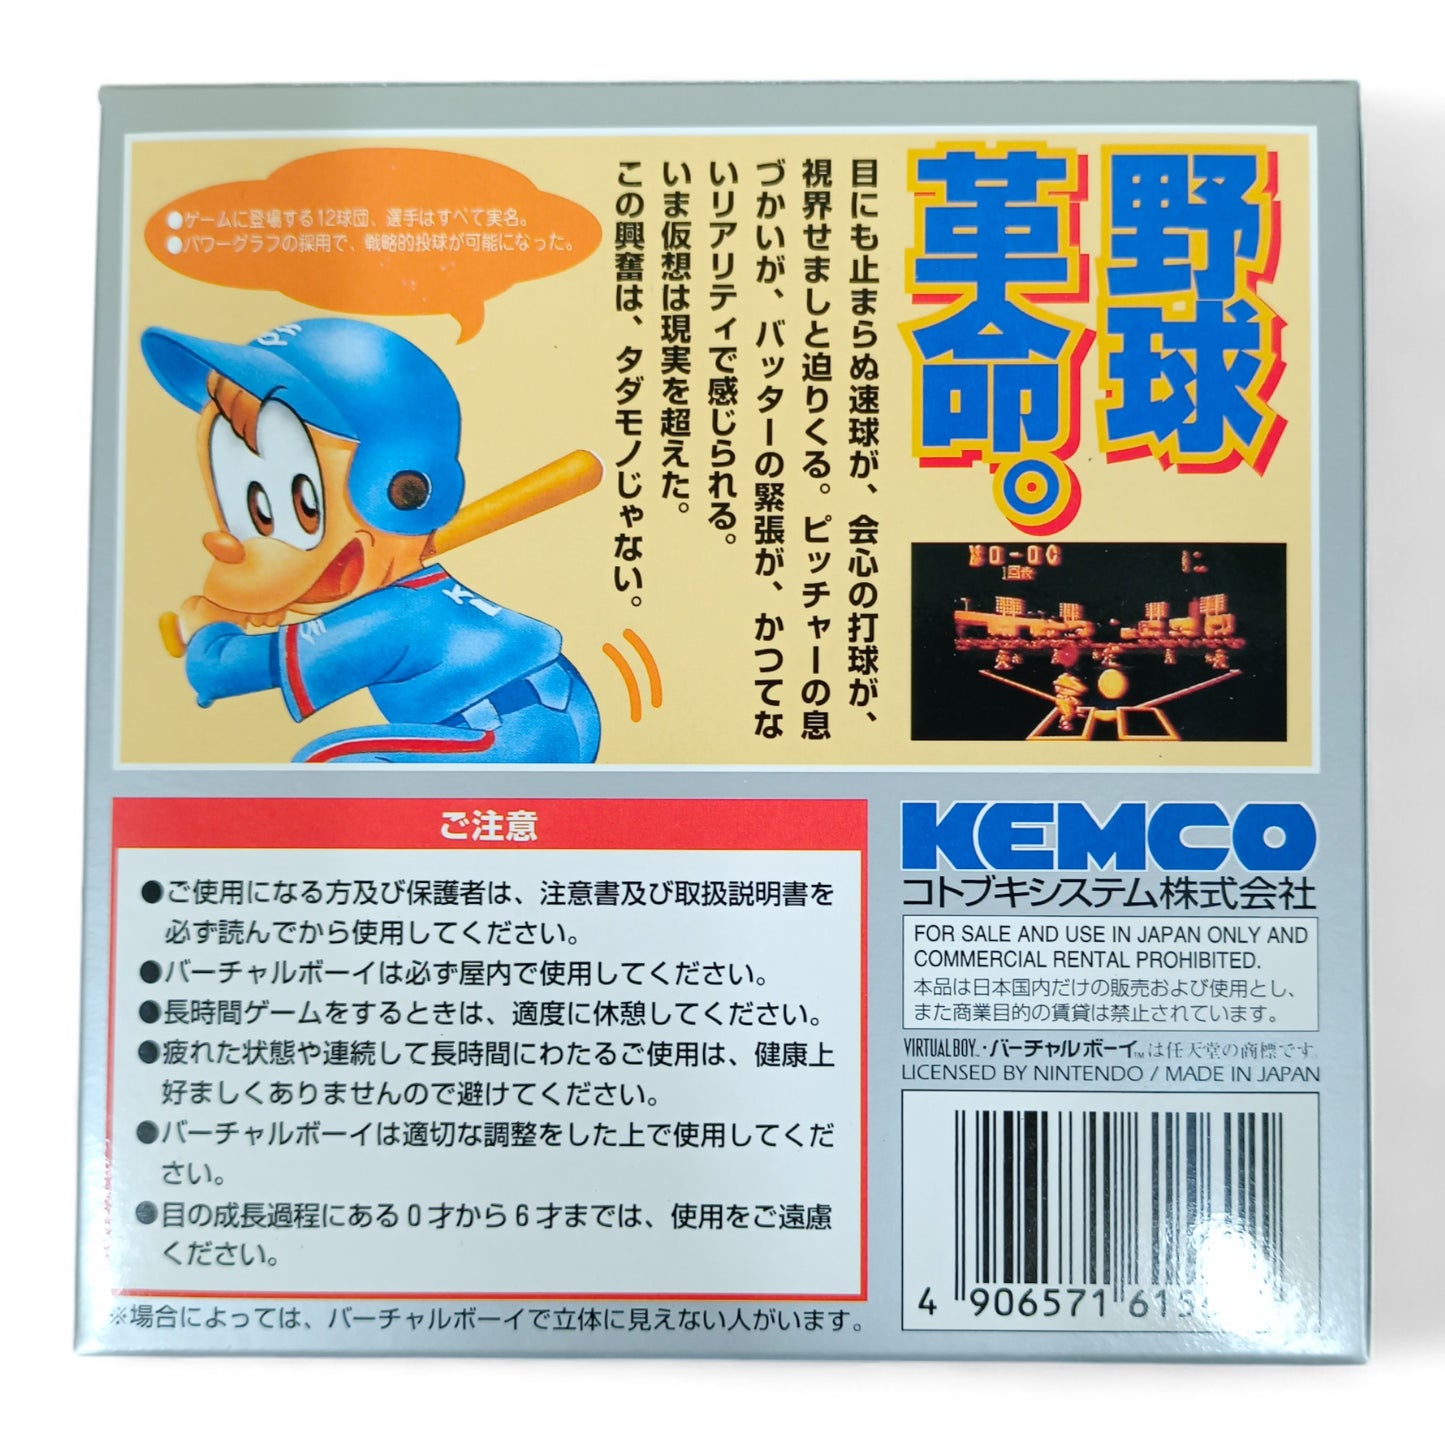 野球
革命。
目にも止まらぬ速球が、会心の打球が、
視界せましと迫りくる。ピッチャーの息
づかいが、バッターの緊張が、かつてな
いリアリティで感じられる。
いま仮想は現実を超えた。
この興奮は、タダモノじゃない。
●ゲームに登場する12球団、選手はすべて実名。
●パワーグラフの採用で、戦略的投球が可能になった。
0-0
1回表
ご注意
●ご使用になる方及び保護者は、注意書及び取扱説明書を
必ず読んでから使用してください。
●バーチャルボーイは必ず屋内で使用してください。
●長時間ゲームをするときは、適度に休憩してください。
●疲れた状態や連続して長時間にわたるご使用は、健康上
好ましくありませんので避けてください。
●バーチャルボーイは適切な調整をした上で使用してくだ
さい。
●目の成長過程にある0才から6才までは、使用をご遠慮
ください。
※場合によっては、バーチャルボーイで立体に見えない人がいます。
KEMCO
コトブキシステム株式会社
FOR SALE AND USE IN JAPAN ONLY AND
COMMERCIAL RENTAL PROHIBITED.
本品は日本国内だけの販売および使用とし、
また商業目的の賃貸は禁止されています。
VIRTUAL BOY™・バーチャルボーイ™は任天堂の商標です。
LICENSED BY NINTENDO / MADE IN JAPAN
4 906571 615